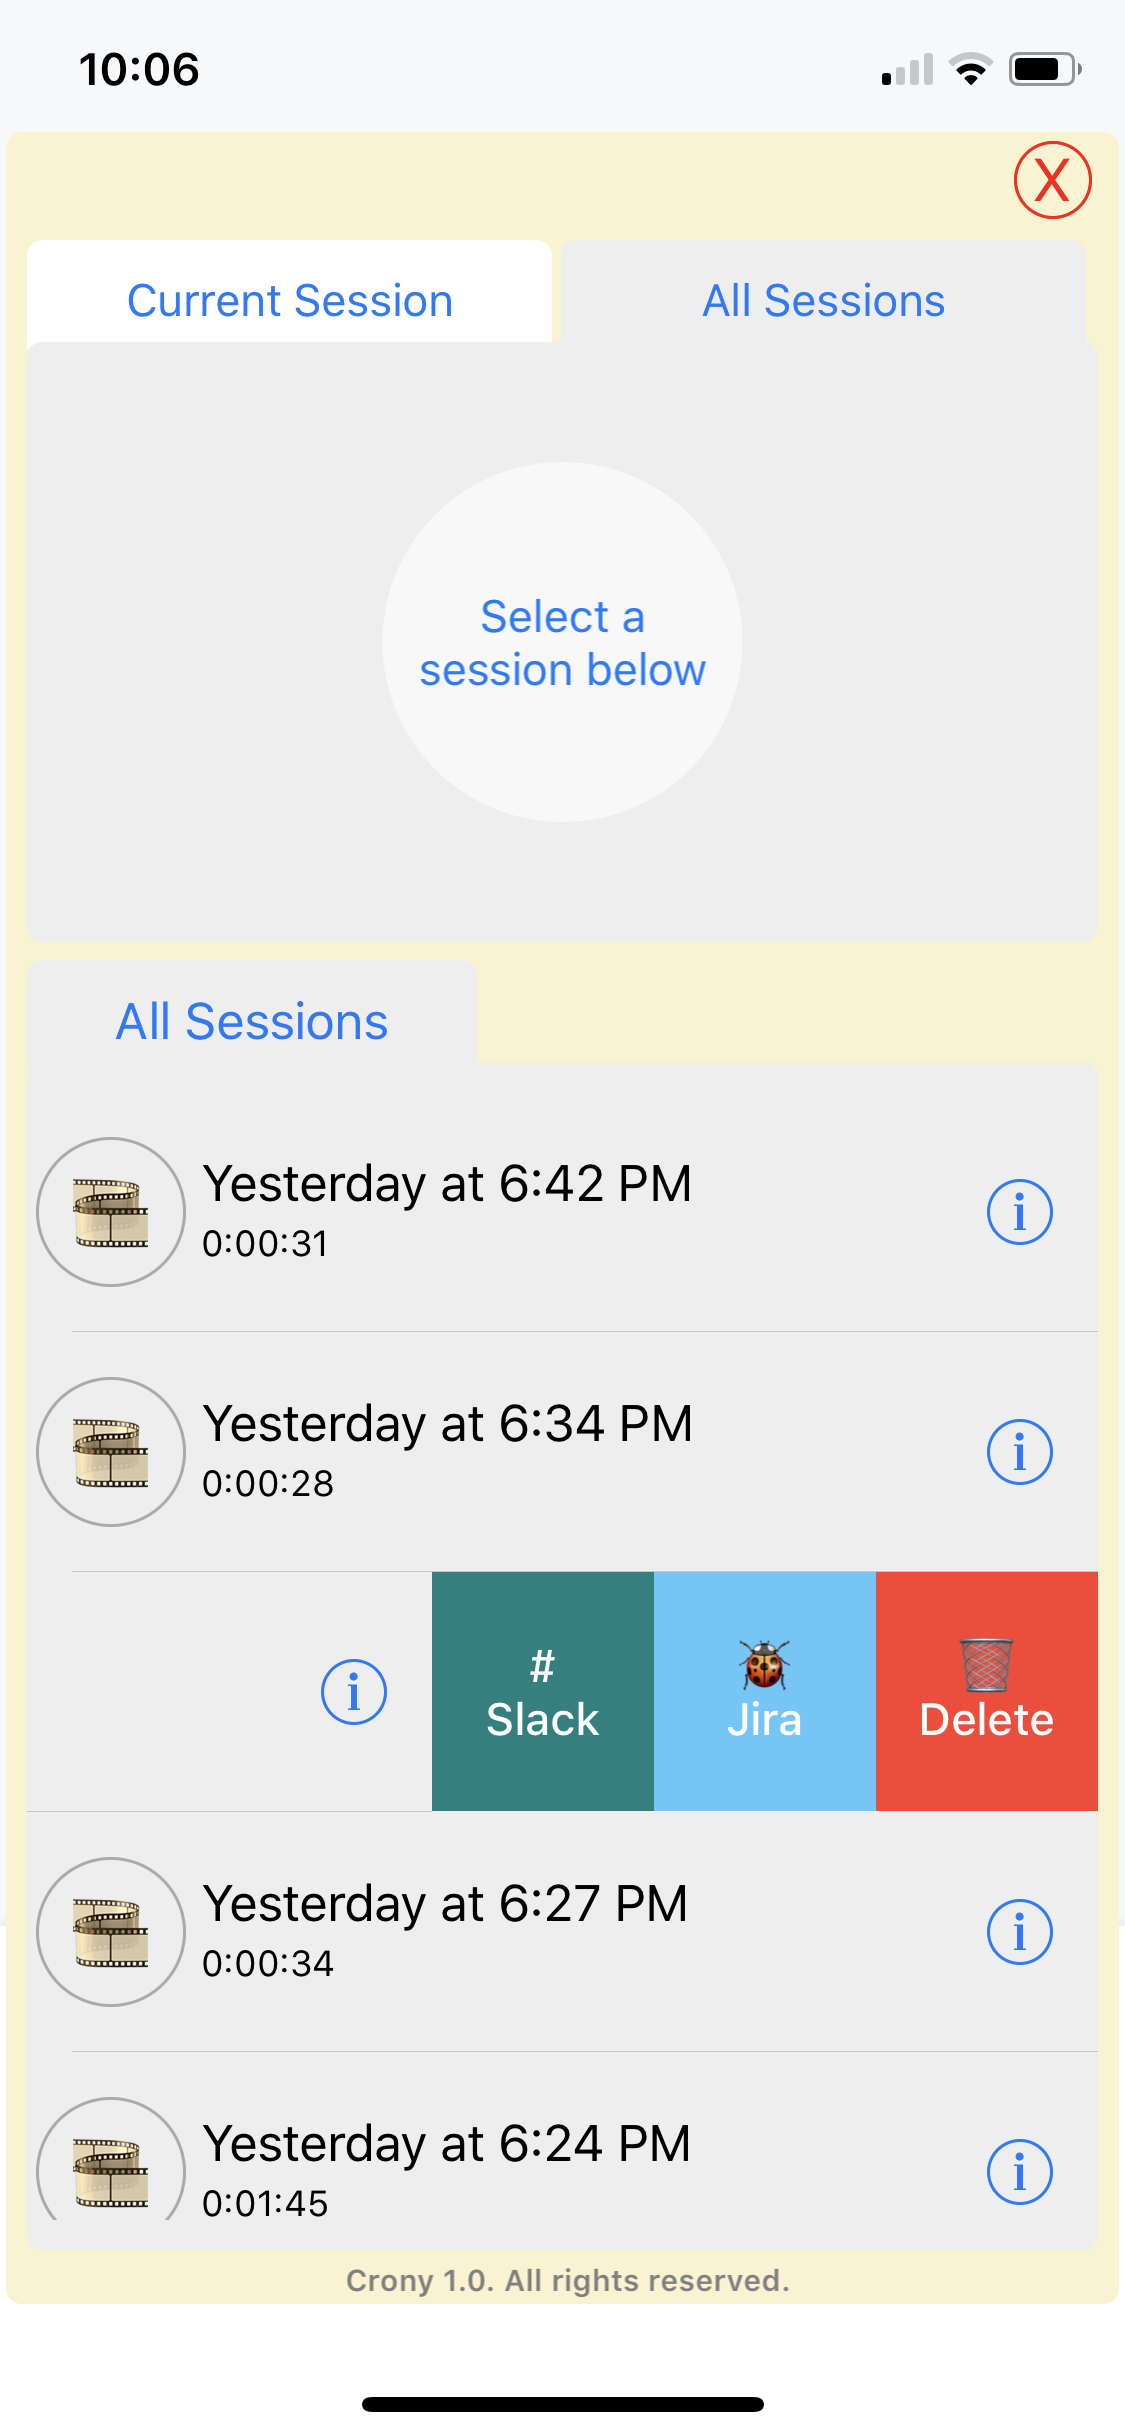 10:06
X
Current Session
All Sessions
Select a
session below
All Sessions
Yesterday at 6:42 PM
0:00:31
i
Yesterday at 6:34 PM
0:00:28
i
i
#
Slack
Jira
Delete
Yesterday at 6:27 PM
0:00:34
i
Yesterday at 6:24 PM
0:01:45
i
Crony 1.0. All rights reserved.